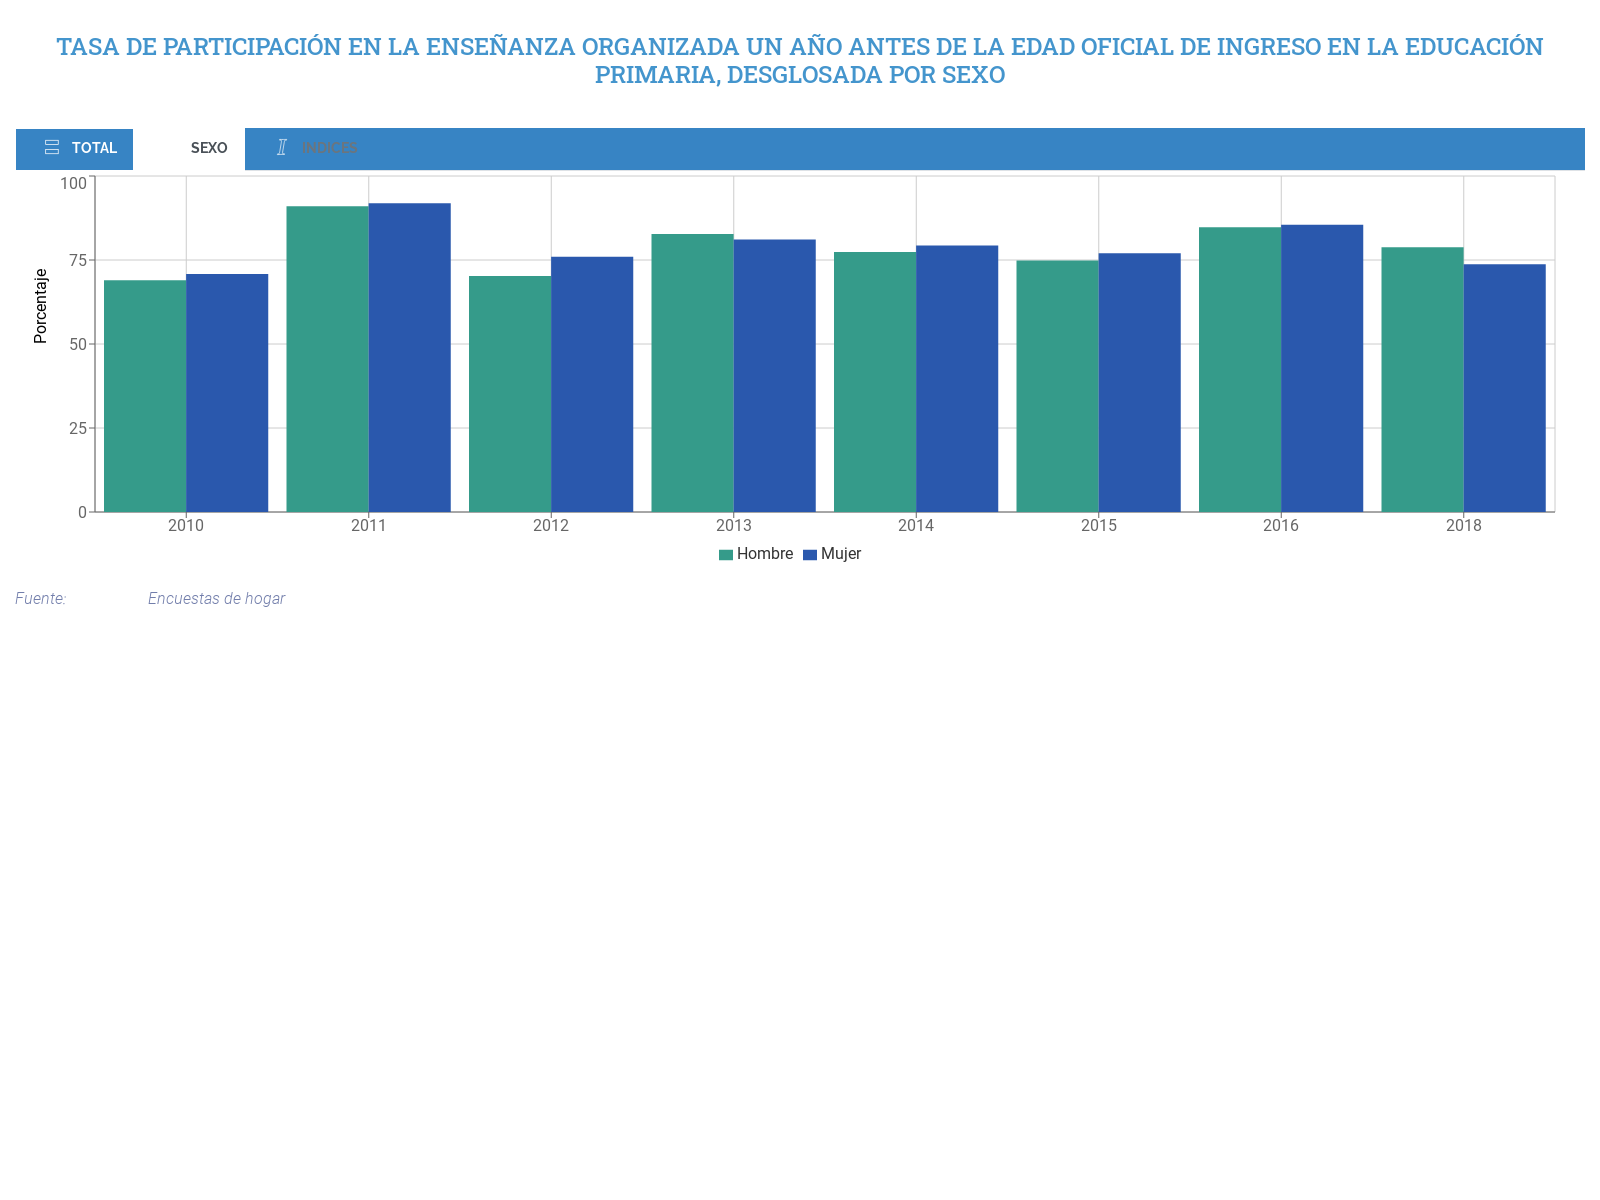 TASA DE PARTICIPACIÓN EN LA ENSEÑANZA ORGANIZADA UN AÑO ANTES DE LA EDAD OFICIAL DE INGRESO EN LA EDUCACIÓN
PRIMARIA, DESGLOSADA POR SEXO
TOTAL SEXO ÍNDICES
Porcentaje
100
75
50
25
0
2010 2011 2012 2013 2014 2015 2016 2018
Hombre Mujer
Fuente: Encuestas de hogar